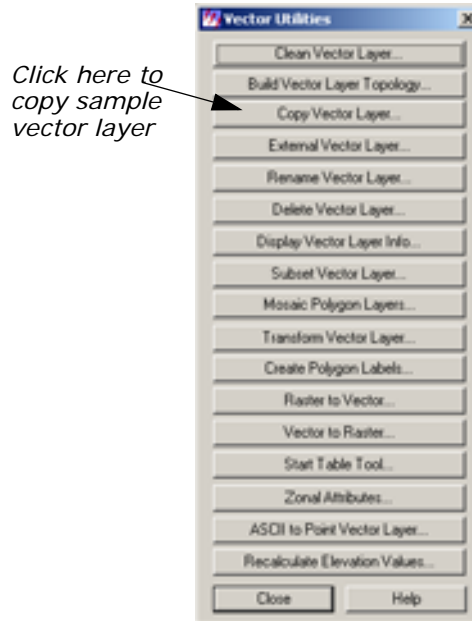 Vector Utilities
Click here to
copy sample
vector layer
Clean Vector Layer...
Build Vector Layer Topology...
Copy Vector Layer...
External Vector Layer...
Rename Vector Layer...
Delete Vector Layer...
Display Vector Layer Info...
Subset Vector Layer...
Mosaic Polygon Layers...
Transform Vector Layer...
Create Polygon Labels...
Raster to Vector...
Vector to Raster...
Start Table Tool...
Zonal Attributes...
ASCII to Point Vector Layer...
Recalculate Elevation Values...
Close Help